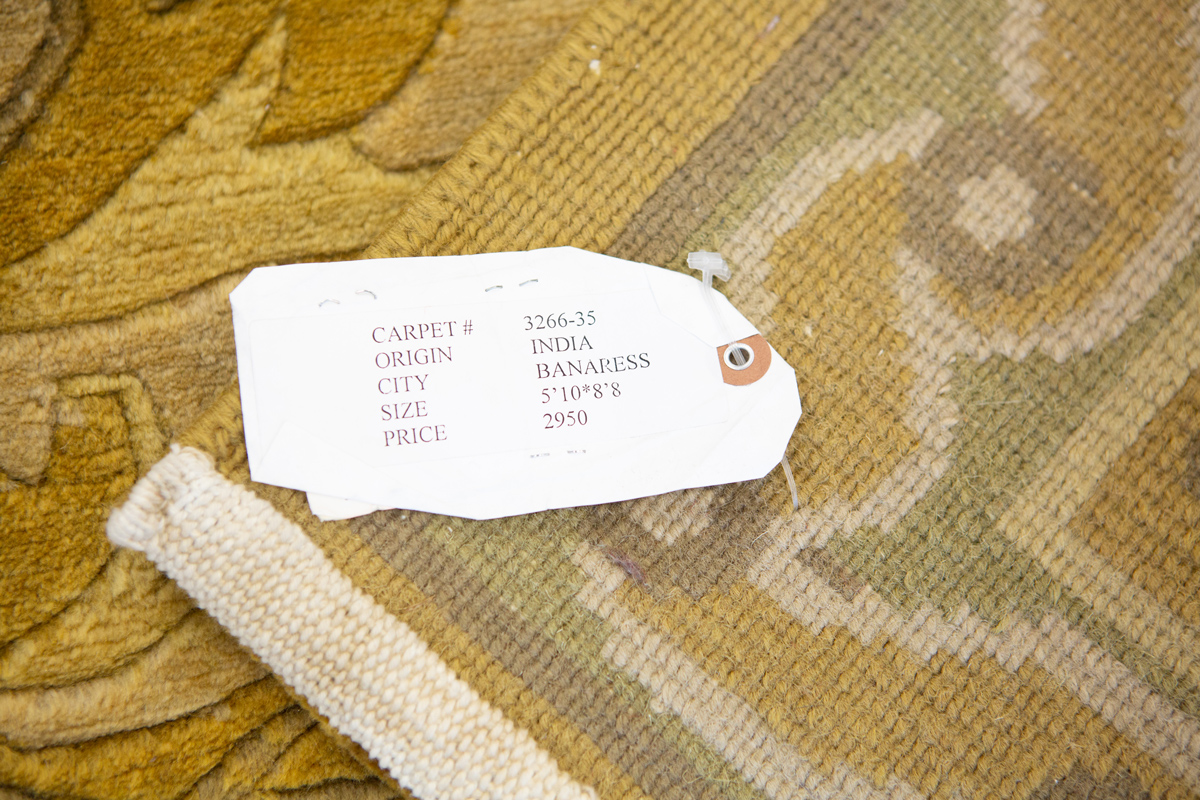 CARPET # 3266-35
ORIGIN INDIA
CITY BANARESS
SIZE 5'10*8'8
PRICE 2950